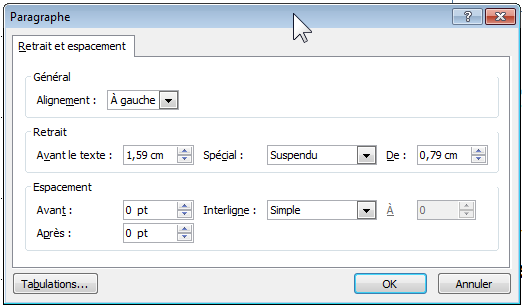 Paragraphe
Retrait et espacement
Général
Alignement : À gauche
Retrait
Avant le texte : 1,59 cm Spécial : Suspendu De : 0,79 cm
Espacement
Avant : 0 pt Interligne : Simple À 0
Après : 0 pt
Tabulations... OK Annuler